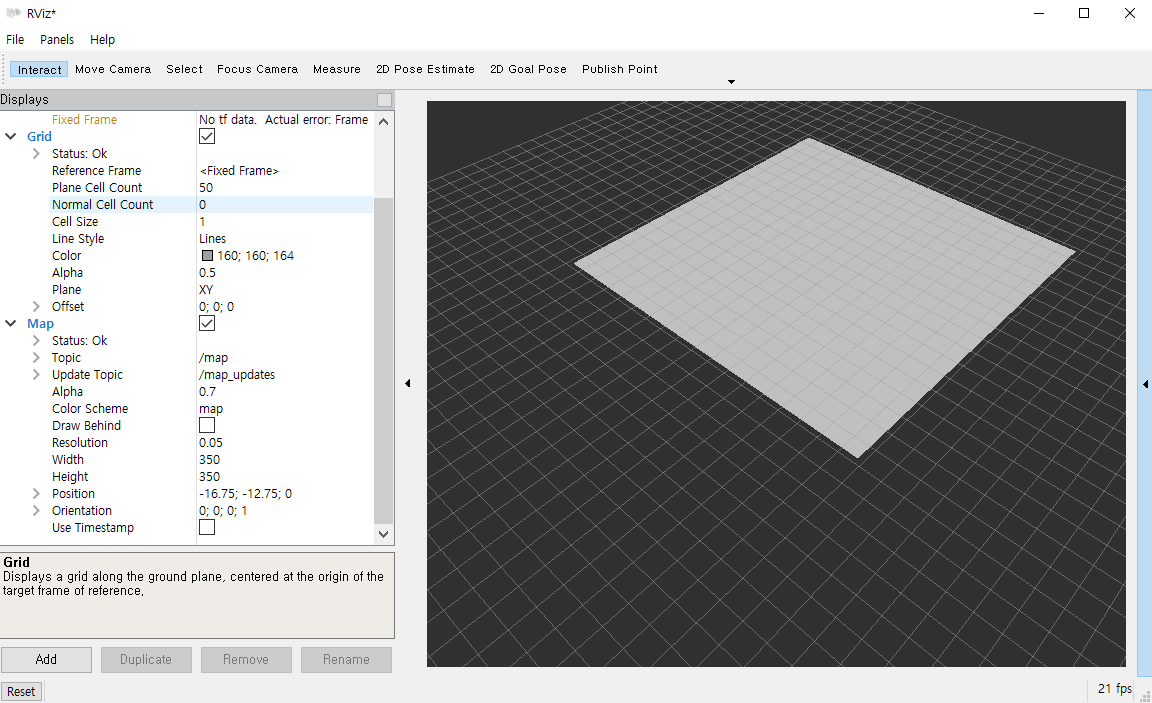 RViz*
File Panels Help
Interact Move Camera Select Focus Camera Measure 2D Pose Estimate 2D Goal Pose Publish Point
Displays
Fixed Frame No tf data. Actual error: Frame
Grid
Status: Ok
Reference Frame <Fixed Frame>
Plane Cell Count 50
Normal Cell Count 0
Cell Size 1
Line Style Lines
Color 160; 160; 164
Alpha 0.5
Plane XY
Offset 0; 0; 0
Map
Status: Ok
Topic /map
Update Topic /map_updates
Alpha 0.7
Color Scheme map
Draw Behind
Resolution 0.05
Width 350
Height 350
Position -16.75; -12.75; 0
Orientation 0; 0; 0; 1
Use Timestamp
Grid
Displays a grid along the ground plane, centered at the origin of the
target frame of reference.
Add Duplicate Remove Rename
Reset 21 fps